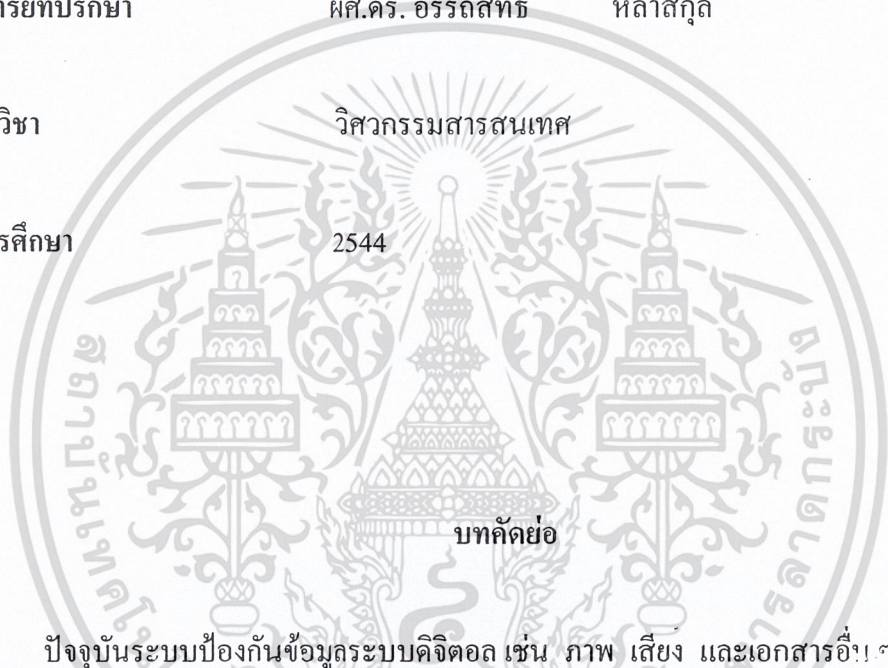 ารย์ที่ปรึกษา ผศ.ดร. อรรถสิทธิ์ หล่าสกุล
วิชา วิศวกรรมสารสนเทศ
รศึกษา 2544
บทคัดย่อ
ปัจจุบันระบบป้องกันข้อมูลระบบดิจิตอล เช่น ภาพ เสียง และเอกสารอื่น